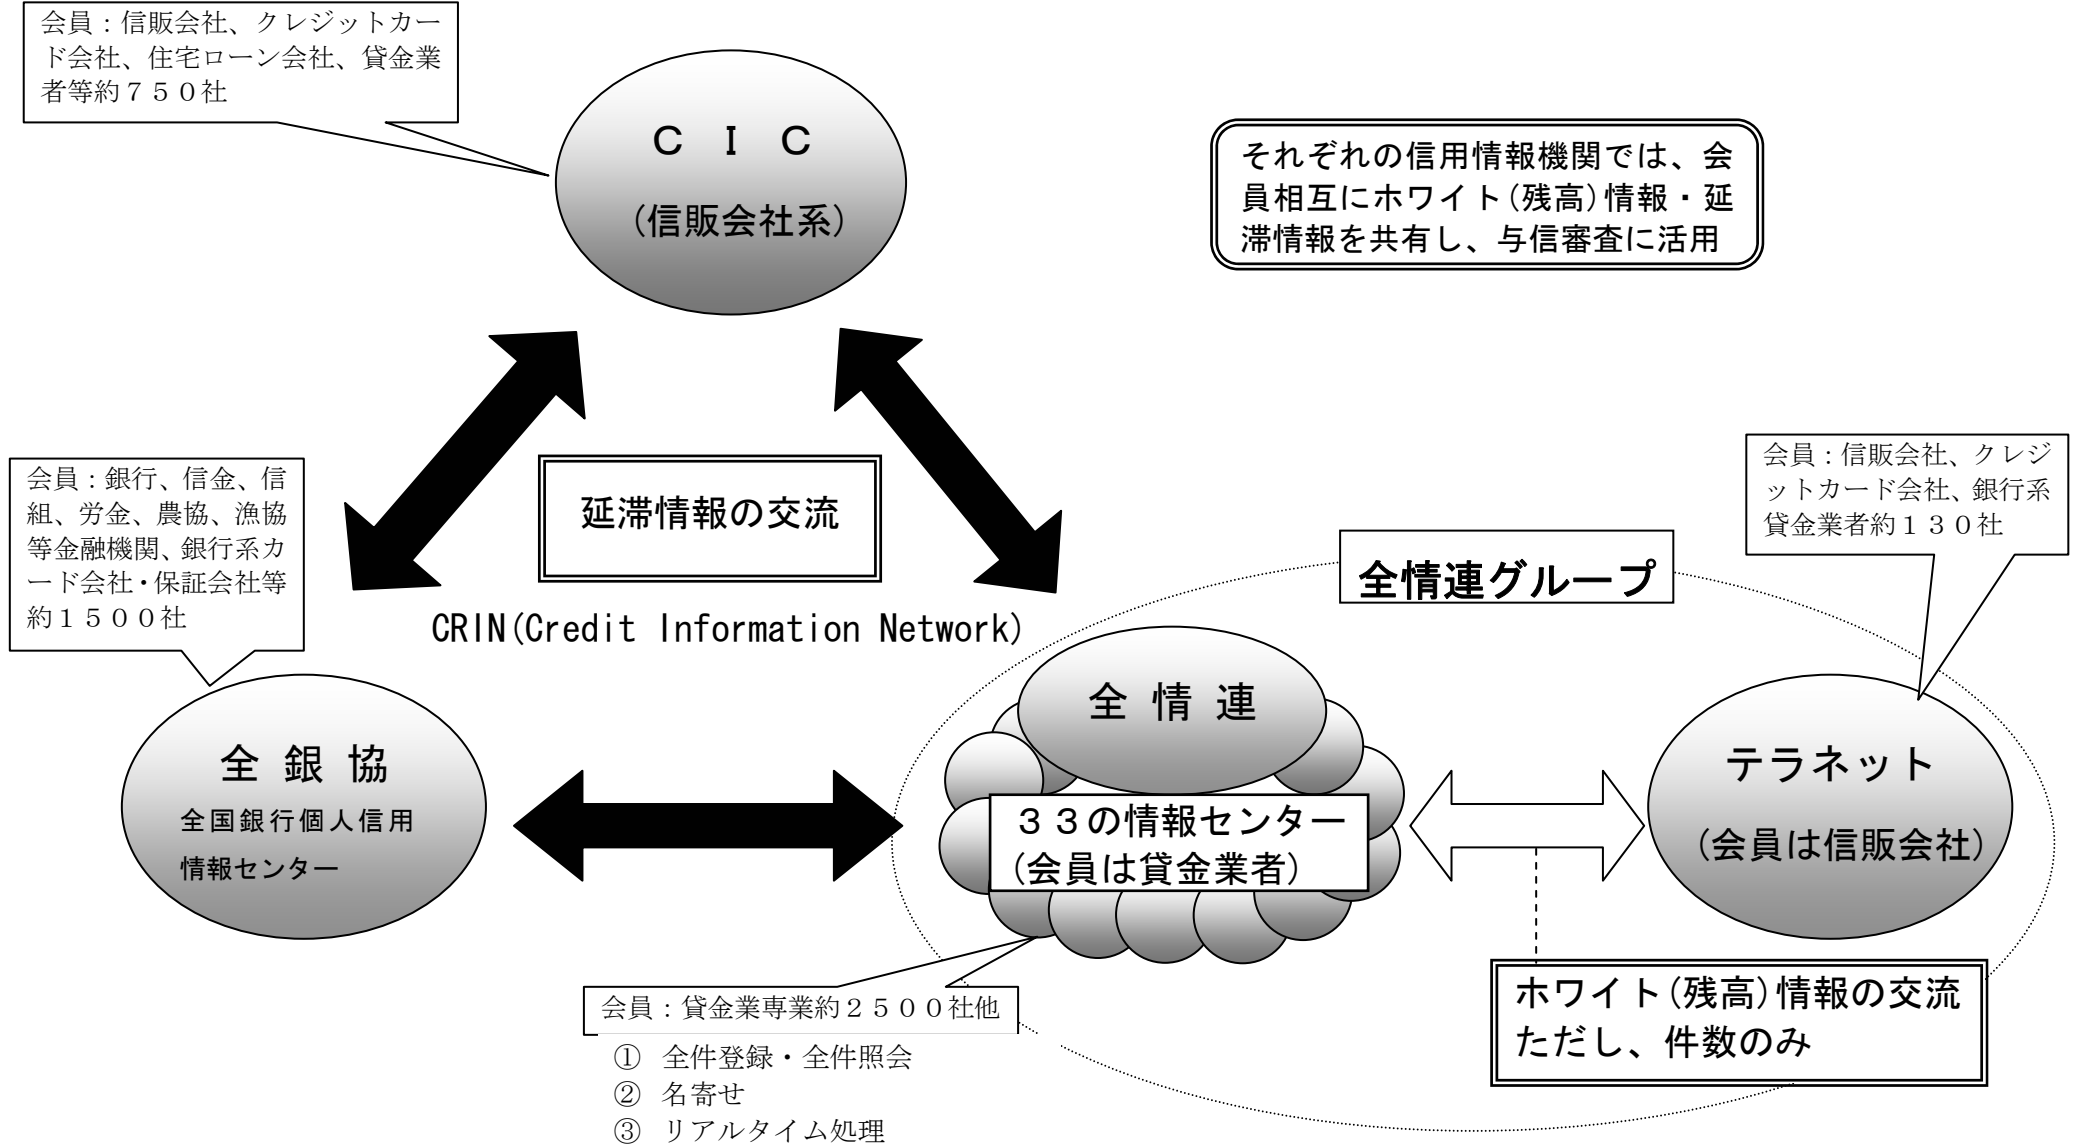 会員：信販会社、クレジットカー
ド会社、住宅ローン会社、貸金業
者等約７５０社
ＣＩＣ
(信販会社系)
それぞれの信用情報機関では、会
員相互にホワイト(残高)情報・延
滞情報を共有し、与信審査に活用
会員：銀行、信金、信
組、労金、農協、漁協
等金融機関、銀行系カ
ード会社・保証会社等
約１５００社
延滞情報の交流
CRIN(Credit Information Network)
会員：信販会社、クレジ
ットカード会社、銀行系
貸金業者約１３０社
全情連グループ
全銀協
全国銀行個人信用
情報センター
全情連
３３の情報センター
(会員は貸金業者)
テラネット
(会員は信販会社)
会員：貸金業専業約２５００社他
① 全件登録・全件照会
② 名寄せ
③ リアルタイム処理
ホワイト(残高)情報の交流
ただし、件数のみ